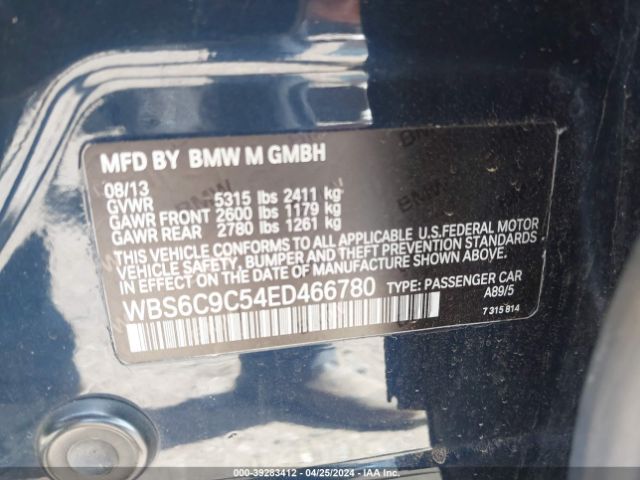 MFD BY BMW M GMBH
08/13
GVWR 5315 lbs 2411 kg
GAWR FRONT 2600 lbs 1179 kg
GAWR REAR 2780 lbs 1261 kg
THIS VEHICLE CONFORMS TO ALL APPLICABLE U.S.FEDERAL MOTOR
VEHICLE SAFETY, BUMPER AND THEFT PREVENTION STANDARDS
IN EFFECT ON THE DATE OF MANUFACTURE SHOWN ABOVE.
WBS6C9C54ED466780 TYPE: PASSENGER CAR
A89/5
7 315 814
000-39283412 - 04/25/2024 - IAAI.COM